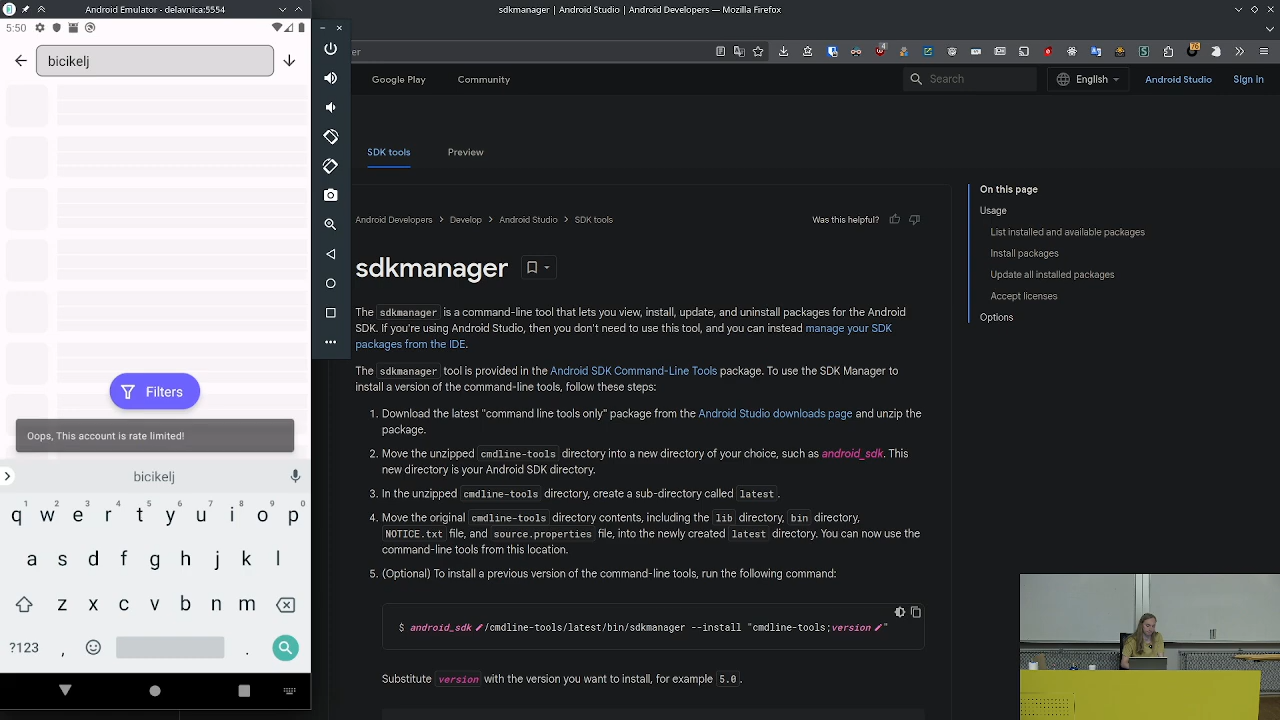 Android Emulator - delavnica:5554
sdkmanager | Android Studio | Android Developers — Mozilla Firefox
5:50
bicikelj
Filters
Oops, This account is rate limited!
bicikelj
1 2 3 4 5 6 7 8 9 0
q w e r t y u i o p
a s d f g h j k l
z x c v b n m
?123 , .
er
4
76
Google Play Community
Search
English
Android Studio
Sign In
SDK tools Preview
Android Developers > Develop > Android Studio > SDK tools
Was this helpful?
sdkmanager
The sdkmanager is a command-line tool that lets you view, install, update, and uninstall packages for the Android
SDK. If you're using Android Studio, then you don't need to use this tool, and you can instead manage your SDK
packages from the IDE.
The sdkmanager tool is provided in the Android SDK Command-Line Tools package. To use the SDK Manager to
install a version of the command-line tools, follow these steps:
1. Download the latest "command line tools only" package from the Android Studio downloads page and unzip the
package.
2. Move the unzipped cmdline-tools directory into a new directory of your choice, such as android_sdk. This
new directory is your Android SDK directory.
3. In the unzipped cmdline-tools directory, create a sub-directory called latest.
4. Move the original cmdline-tools directory contents, including the lib directory, bin directory,
NOTICE.txt file, and source.properties file, into the newly created latest directory. You can now use the
command-line tools from this location.
5. (Optional) To install a previous version of the command-line tools, run the following command:
$ android_sdk/cmdline-tools/latest/bin/sdkmanager --install "cmdline-tools;version"
Substitute version with the version you want to install, for example 5.0.
On this page
Usage
List installed and available packages
Install packages
Update all installed packages
Accept licenses
Options